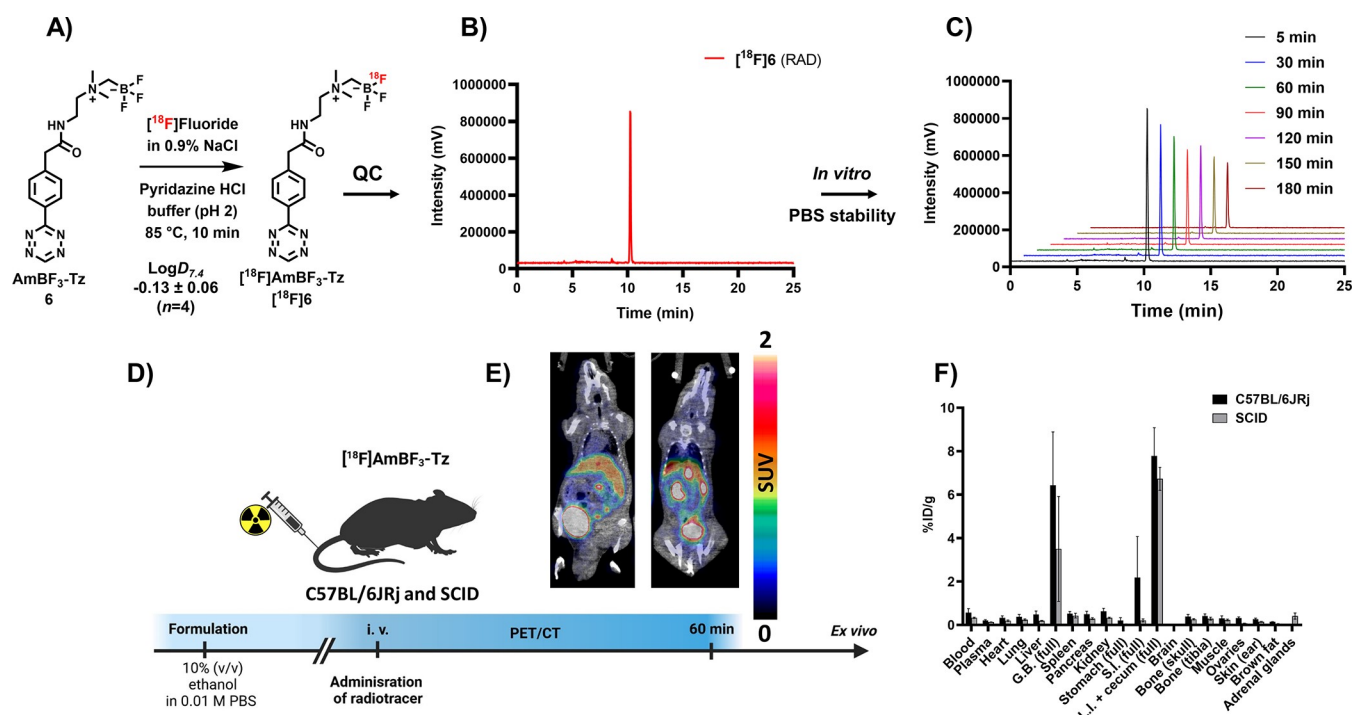 A)
N
+
B
18F
F
F
F
HN
O
N
N
N
N
AmBF3-Tz
6
[18F]Fluoride
in 0.9% NaCl
Pyridazine HCl
buffer (pH 2)
85 °C, 10 min
LogD7.4
-0.13 ± 0.06
(n=4)
N
+
B
F
F
F
HN
O
N
N
N
N
[18F]AmBF3-Tz
[18F]6
QC
B)
[18F]6 (RAD)
Intensity (mV)
1000000
800000
600000
400000
200000
0
0 5 10 15 20 25
Time (min)
In vitro
PBS stability
C)
5 min
30 min
60 min
90 min
120 min
150 min
180 min
Intensity (mV)
1000000
800000
600000
400000
200000
0
0 5 10 15 20 25
Time (min)
D)
[18F]AmBF3-Tz
C57BL/6JRj and SCID
Formulation
i. v.
PET/CT
60 min
Ex vivo
10% (v/v)
ethanol
in 0.01 M PBS
Adminisration
of radiotracer
E)
2
SUV
0
F)
C57BL/6JRj
SCID
%ID/g
10
8
6
4
2
0
Blood
Plasma
Heart
Lung
Liver
G.B. (full)
Spleen
Pancreas
Kidney
Stomach (full)
S.I. (full)
L.I. + cecum (full)
Brain
Bone (skull)
Bone (tibia)
Muscle
Ovaries
Skin (ear)
Brown fat
Adrenal glands